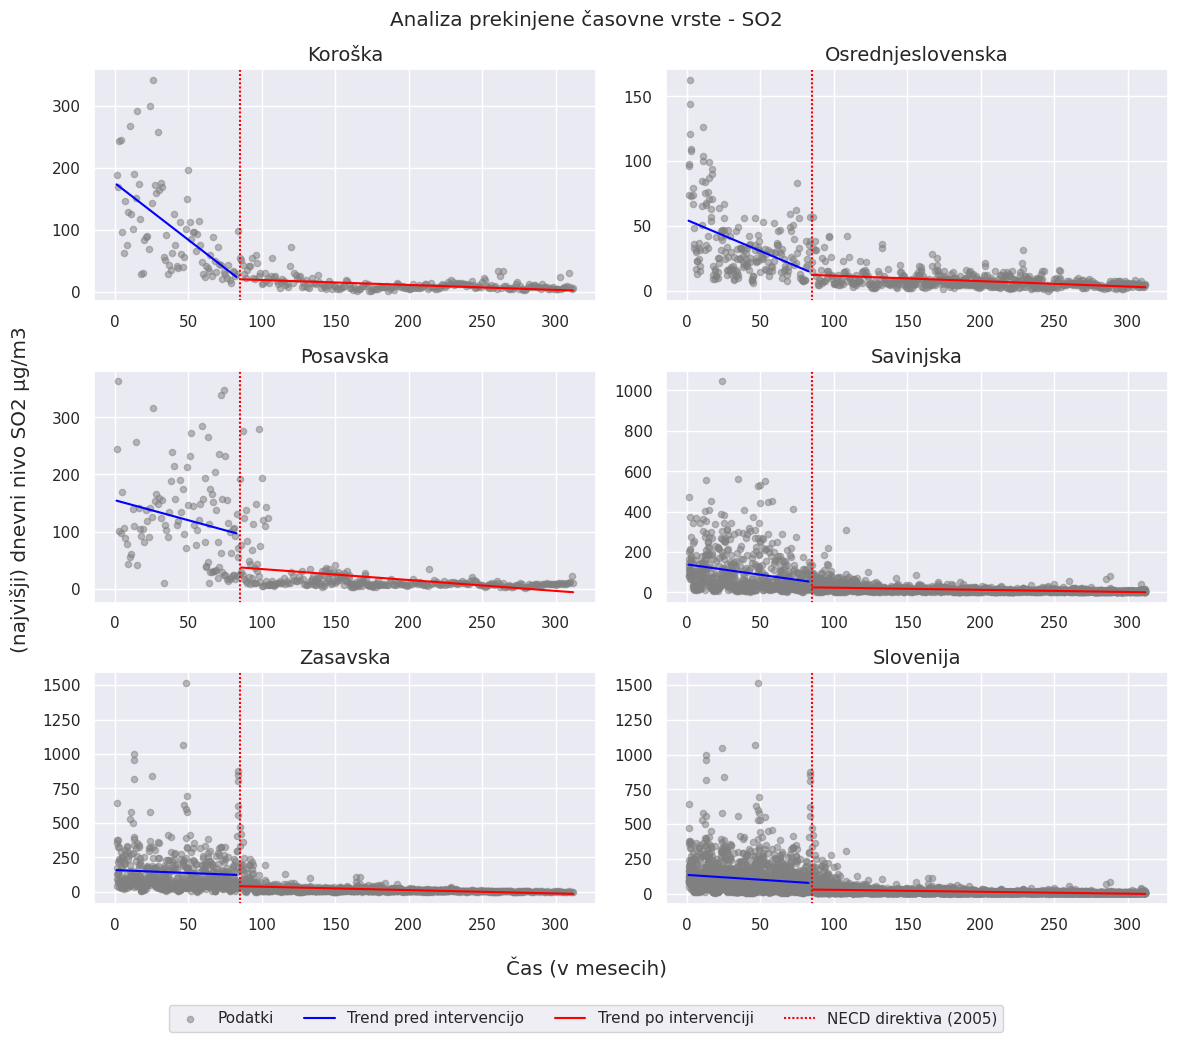 Analiza prekinjene časovne vrste - SO2
Koroška
300
200
100
0
0 50 100 150 200 250 300
Osrednjeslovenska
150
100
50
0
0 50 100 150 200 250 300
(najvišji) dnevni nivo SO2 µg/m3
Posavska
300
200
100
0
0 50 100 150 200 250 300
Savinjska
1000
800
600
400
200
0
0 50 100 150 200 250 300
Zasavska
1500
1250
1000
750
500
250
0
0 50 100 150 200 250 300
Slovenija
1500
1250
1000
750
500
250
0
0 50 100 150 200 250 300
Čas (v mesecih)
Podatki Trend pred intervencijo Trend po intervenciji NECD direktiva (2005)